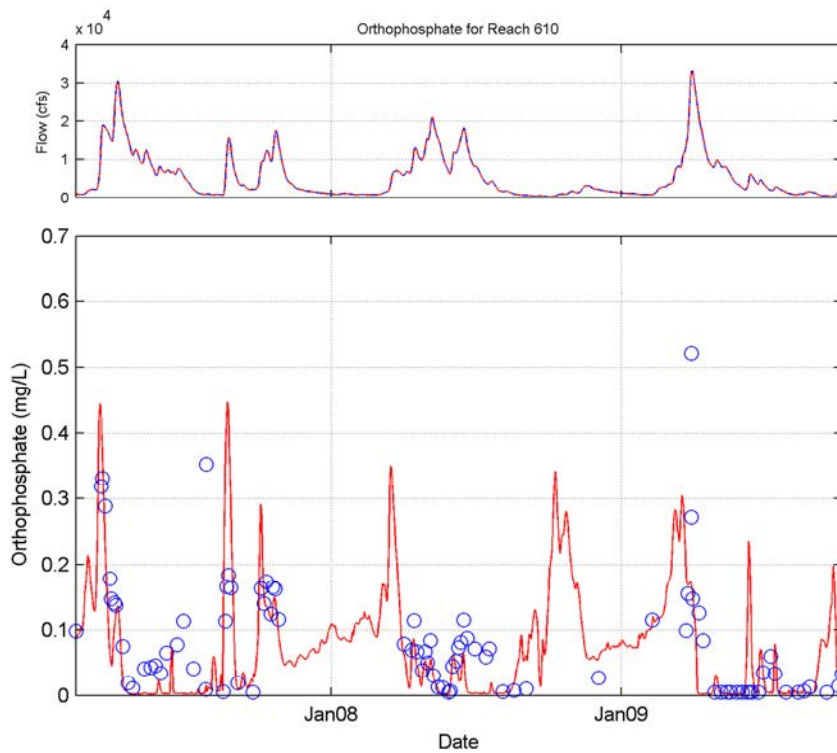 Orthophosphate for Reach 610
x 10^4
4
3
2
1
0
Flow (cfs)
0.7
0.6
0.5
0.4
0.3
0.2
0.1
0
Orthophosphate (mg/L)
Jan08 Jan09
Date